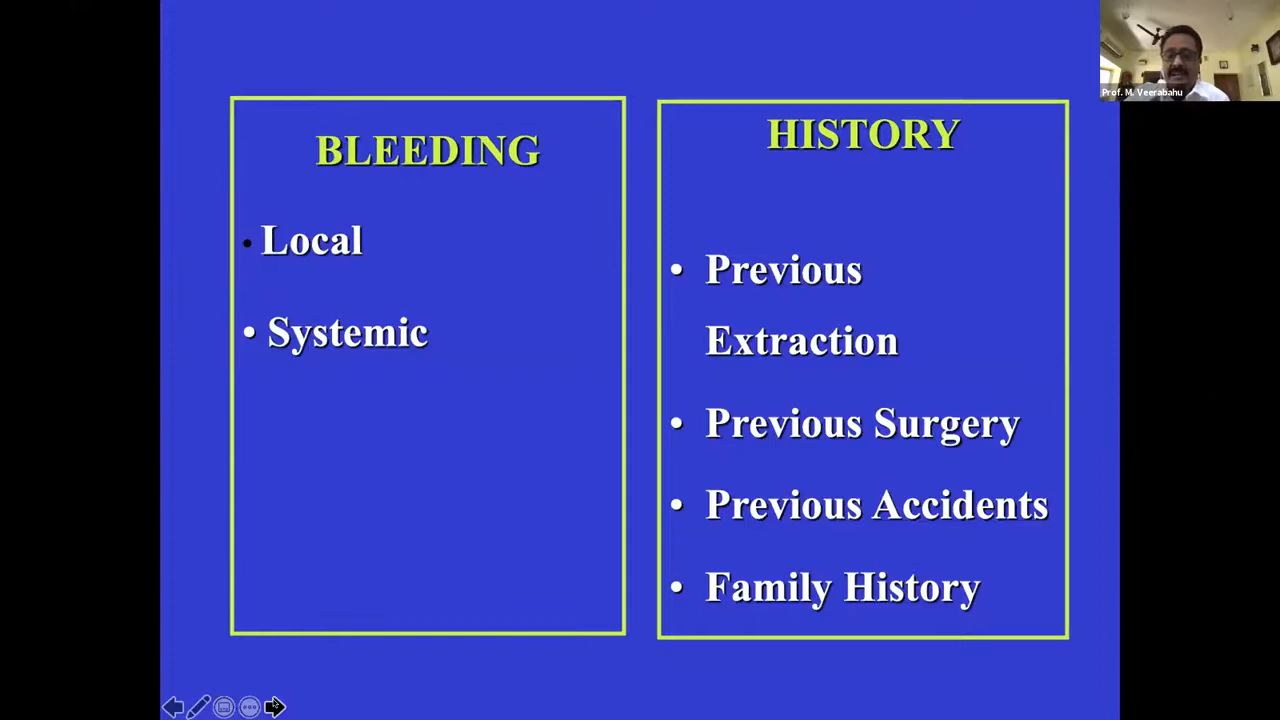 BLEEDING
• Local
• Systemic
HISTORY
• Previous
Extraction
• Previous Surgery
• Previous Accidents
• Family History
Prof. M. Veerabahu